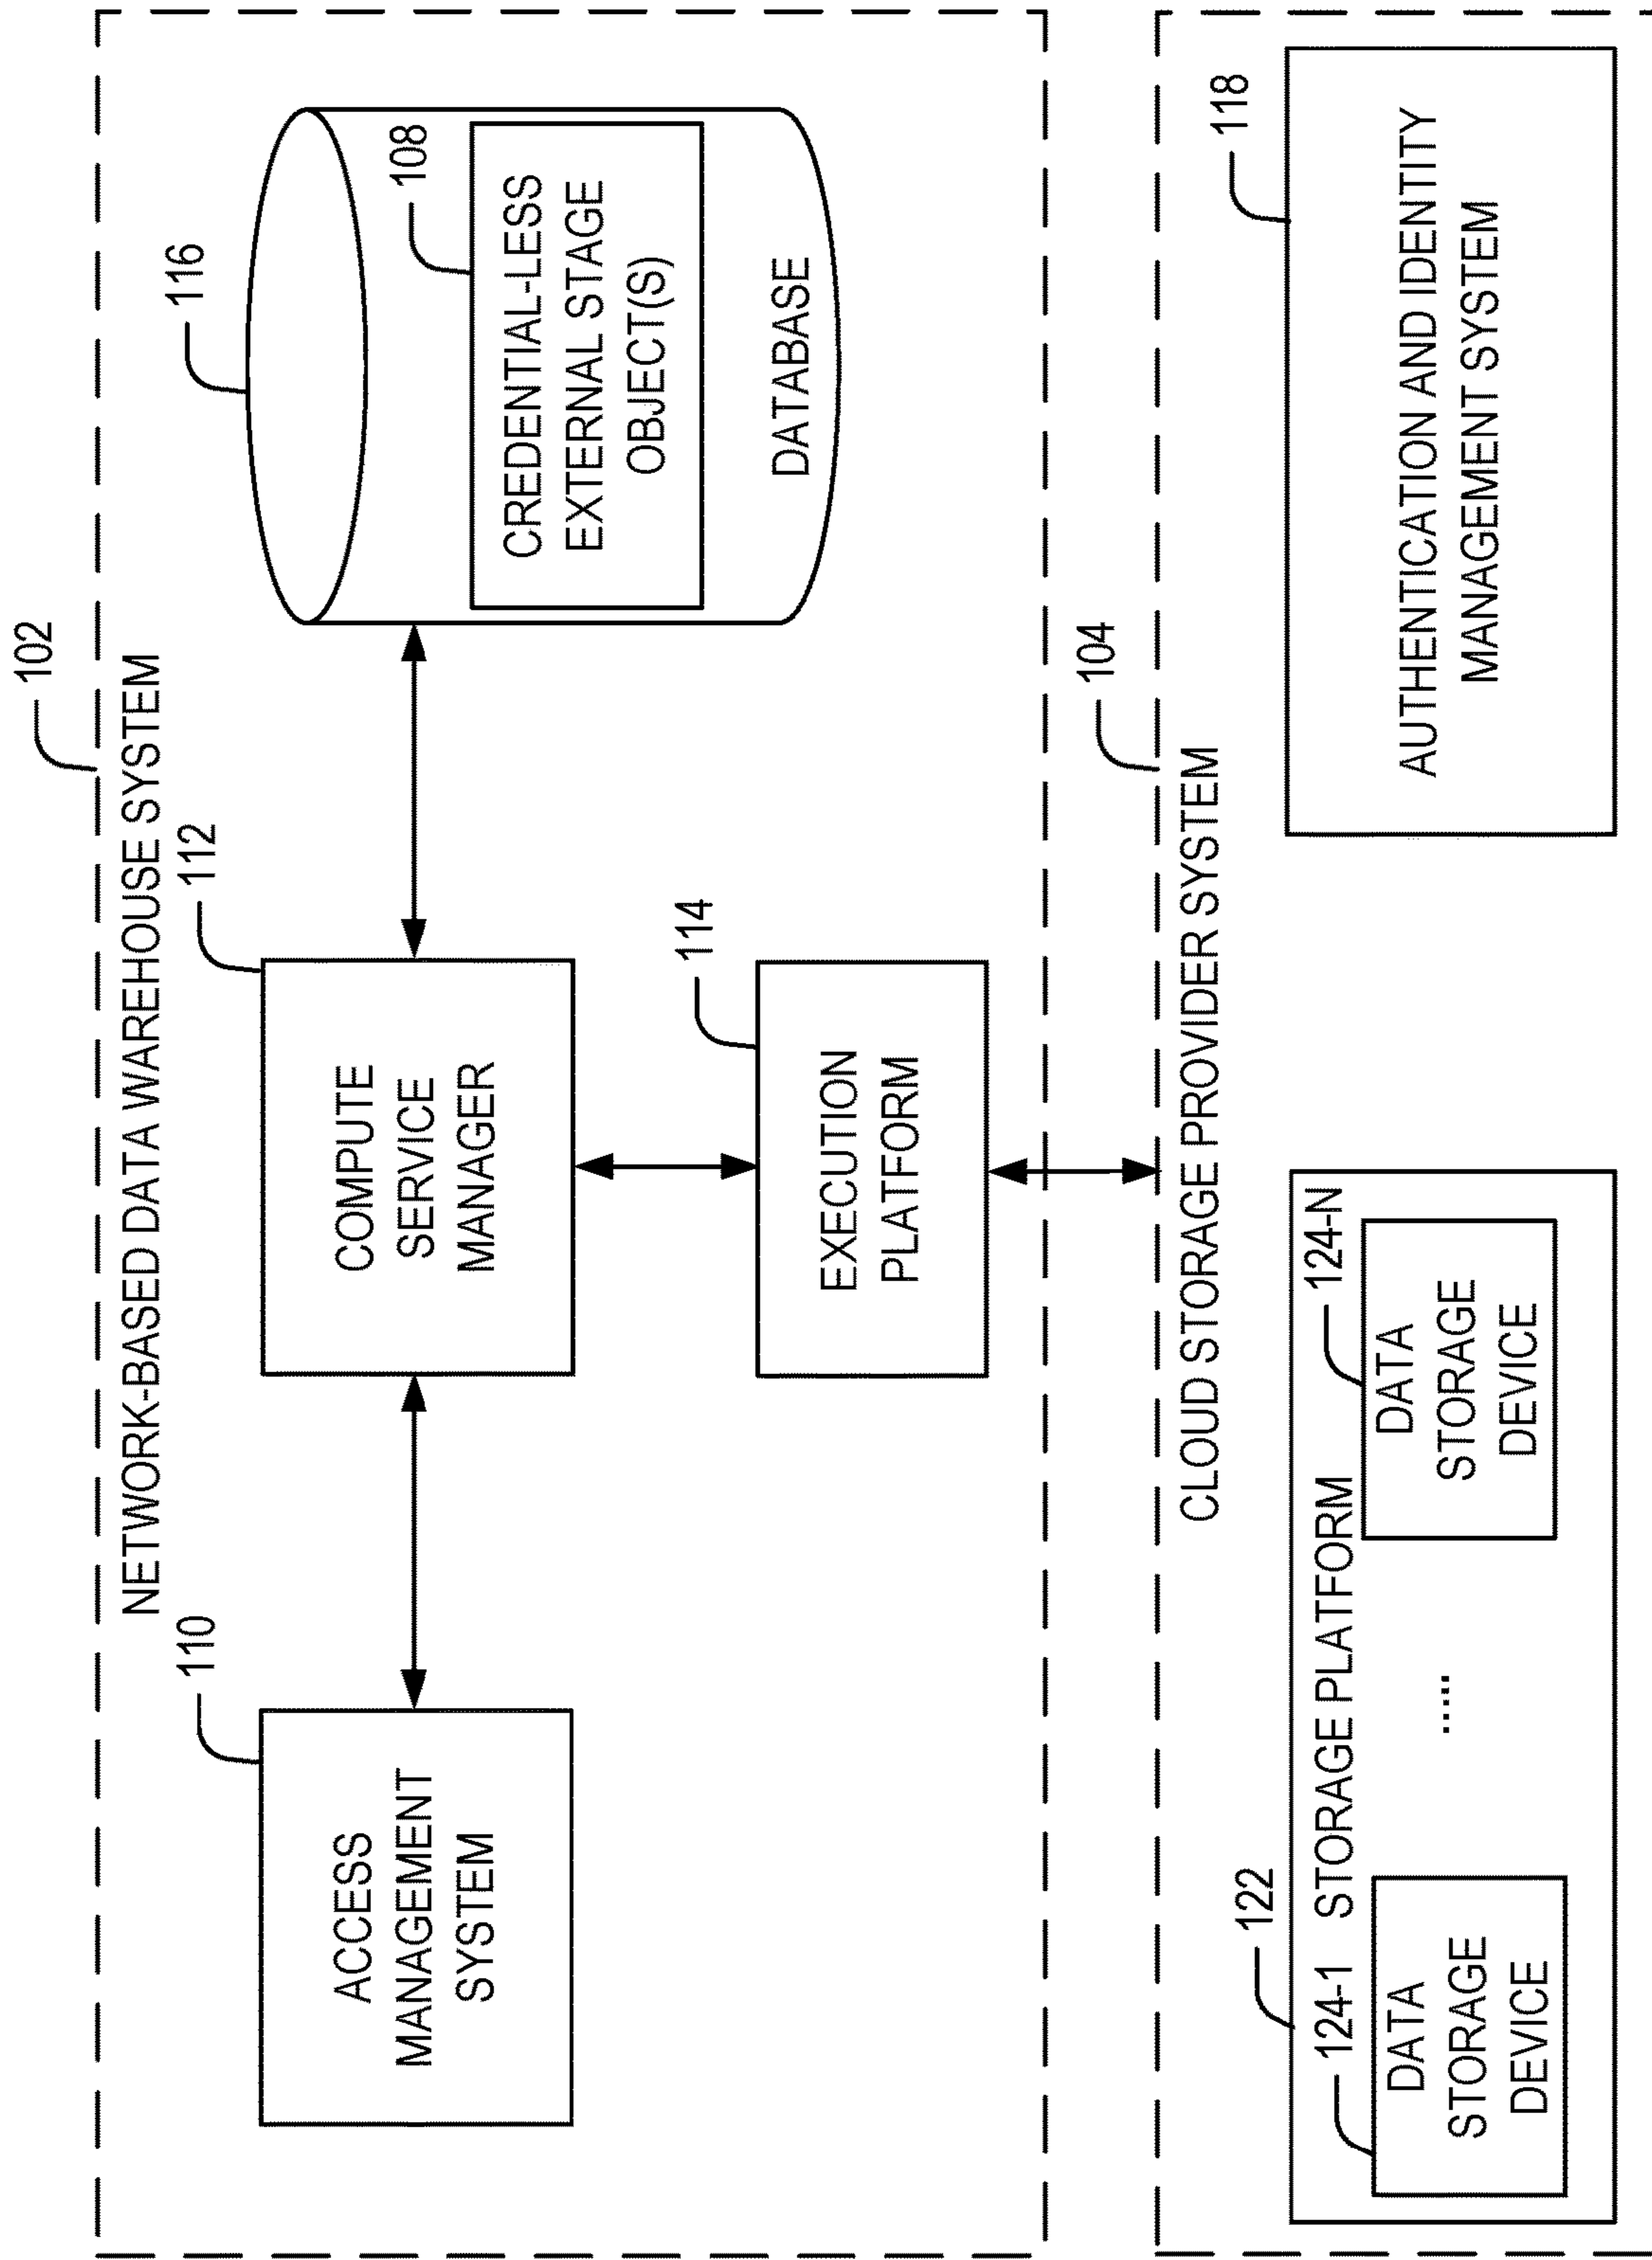 102
NETWORK-BASED DATA WAREHOUSE SYSTEM
110
ACCESS
MANAGEMENT
SYSTEM
112
COMPUTE
SERVICE
MANAGER
116
108
CREDENTIAL-LESS
EXTERNAL STAGE
OBJECT(S)
DATABASE
114
EXECUTION
PLATFORM
104
CLOUD STORAGE PROVIDER SYSTEM
122
124-1
STORAGE PLATFORM
124-N
DATA
STORAGE
DEVICE
.....
DATA
STORAGE
DEVICE
118
AUTHENTICATION AND IDENTITY
MANAGEMENT SYSTEM